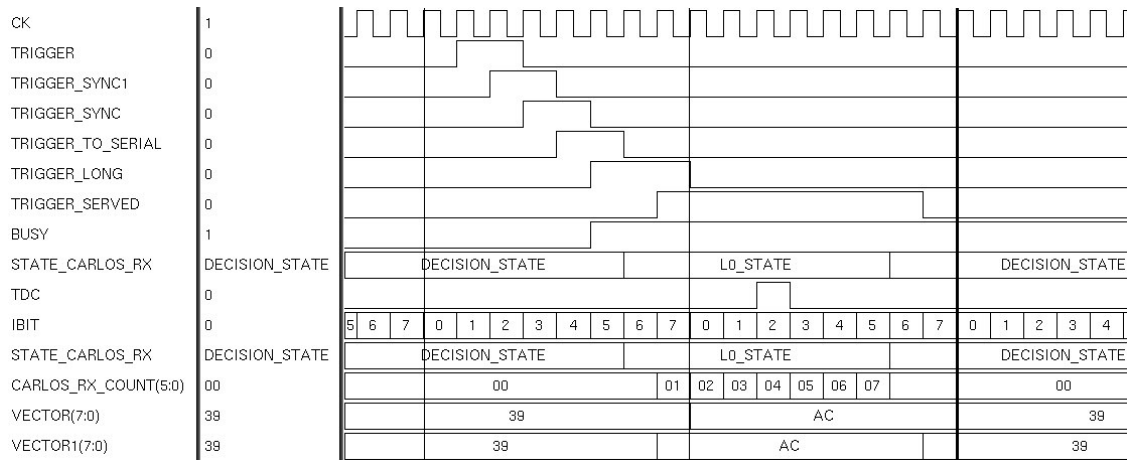 CK 1
TRIGGER 0
TRIGGER_SYNC1 0
TRIGGER_SYNC 0
TRIGGER_TO_SERIAL 0
TRIGGER_LONG 0
TRIGGER_SERVED 0
BUSY 1
STATE_CARLOS_RX DECISION_STATE DECISION_STATE L0_STATE DECISION_STATE
TDC 0
IBIT 0 5 6 7 0 1 2 3 4 5 6 7 0 1 2 3 4 5 6 7 0 1 2 3 4
STATE_CARLOS_RX DECISION_STATE DECISION_STATE L0_STATE DECISION_STATE
CARLOS_RX_COUNT(5:0) 00 00 01 02 03 04 05 06 07 00
VECTOR(7:0) 39 39 AC 39
VECTOR1(7:0) 39 39 AC 39